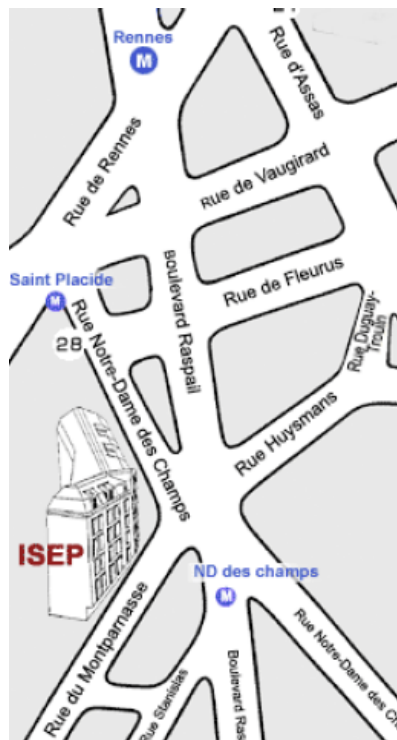 Rennes
M
Rue d'Assas
Rue de Rennes
Rue de Vaugirard
Saint Placide
M
Boulevard Raspail
Rue de Fleurus
28
Rue Notre-Dame des Champs
Rue Duguay-
Trouin
Rue Huysmans
ISEP
ND des champs
M
Rue du Montparnasse
Rue Stanislas
Boulevard Ras
Rue Notre-Dame des Ch